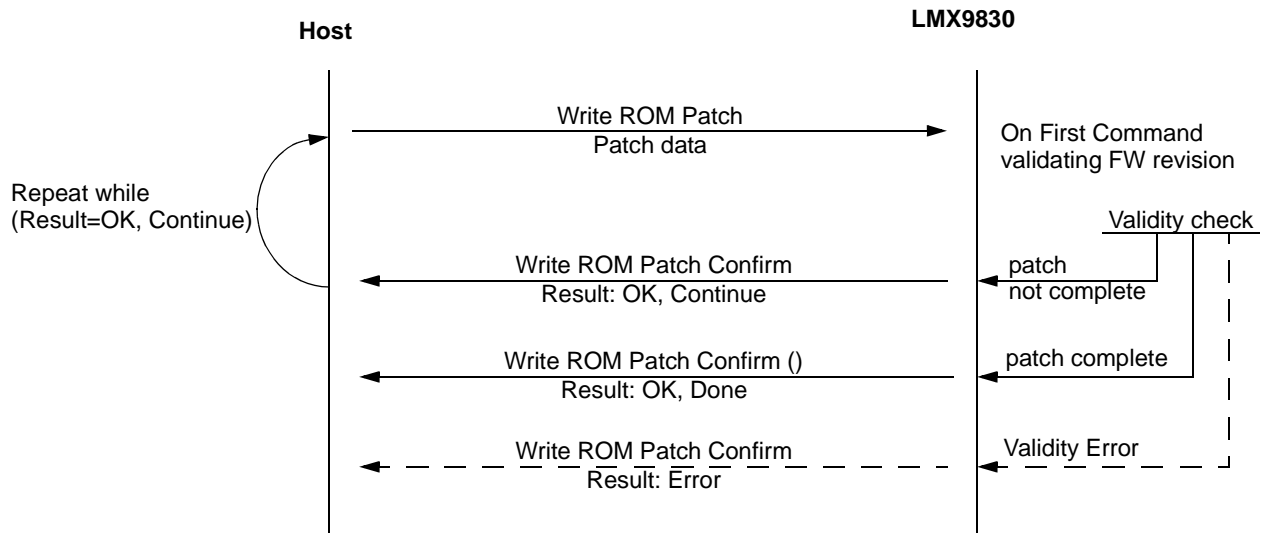 Host
LMX9830
Write ROM Patch
Patch data
On First Command
validating FW revision
Repeat while
(Result=OK, Continue)
Validity check
Write ROM Patch Confirm
Result: OK, Continue
patch
not complete
Write ROM Patch Confirm ()
Result: OK, Done
patch complete
Write ROM Patch Confirm
Result: Error
Validity Error